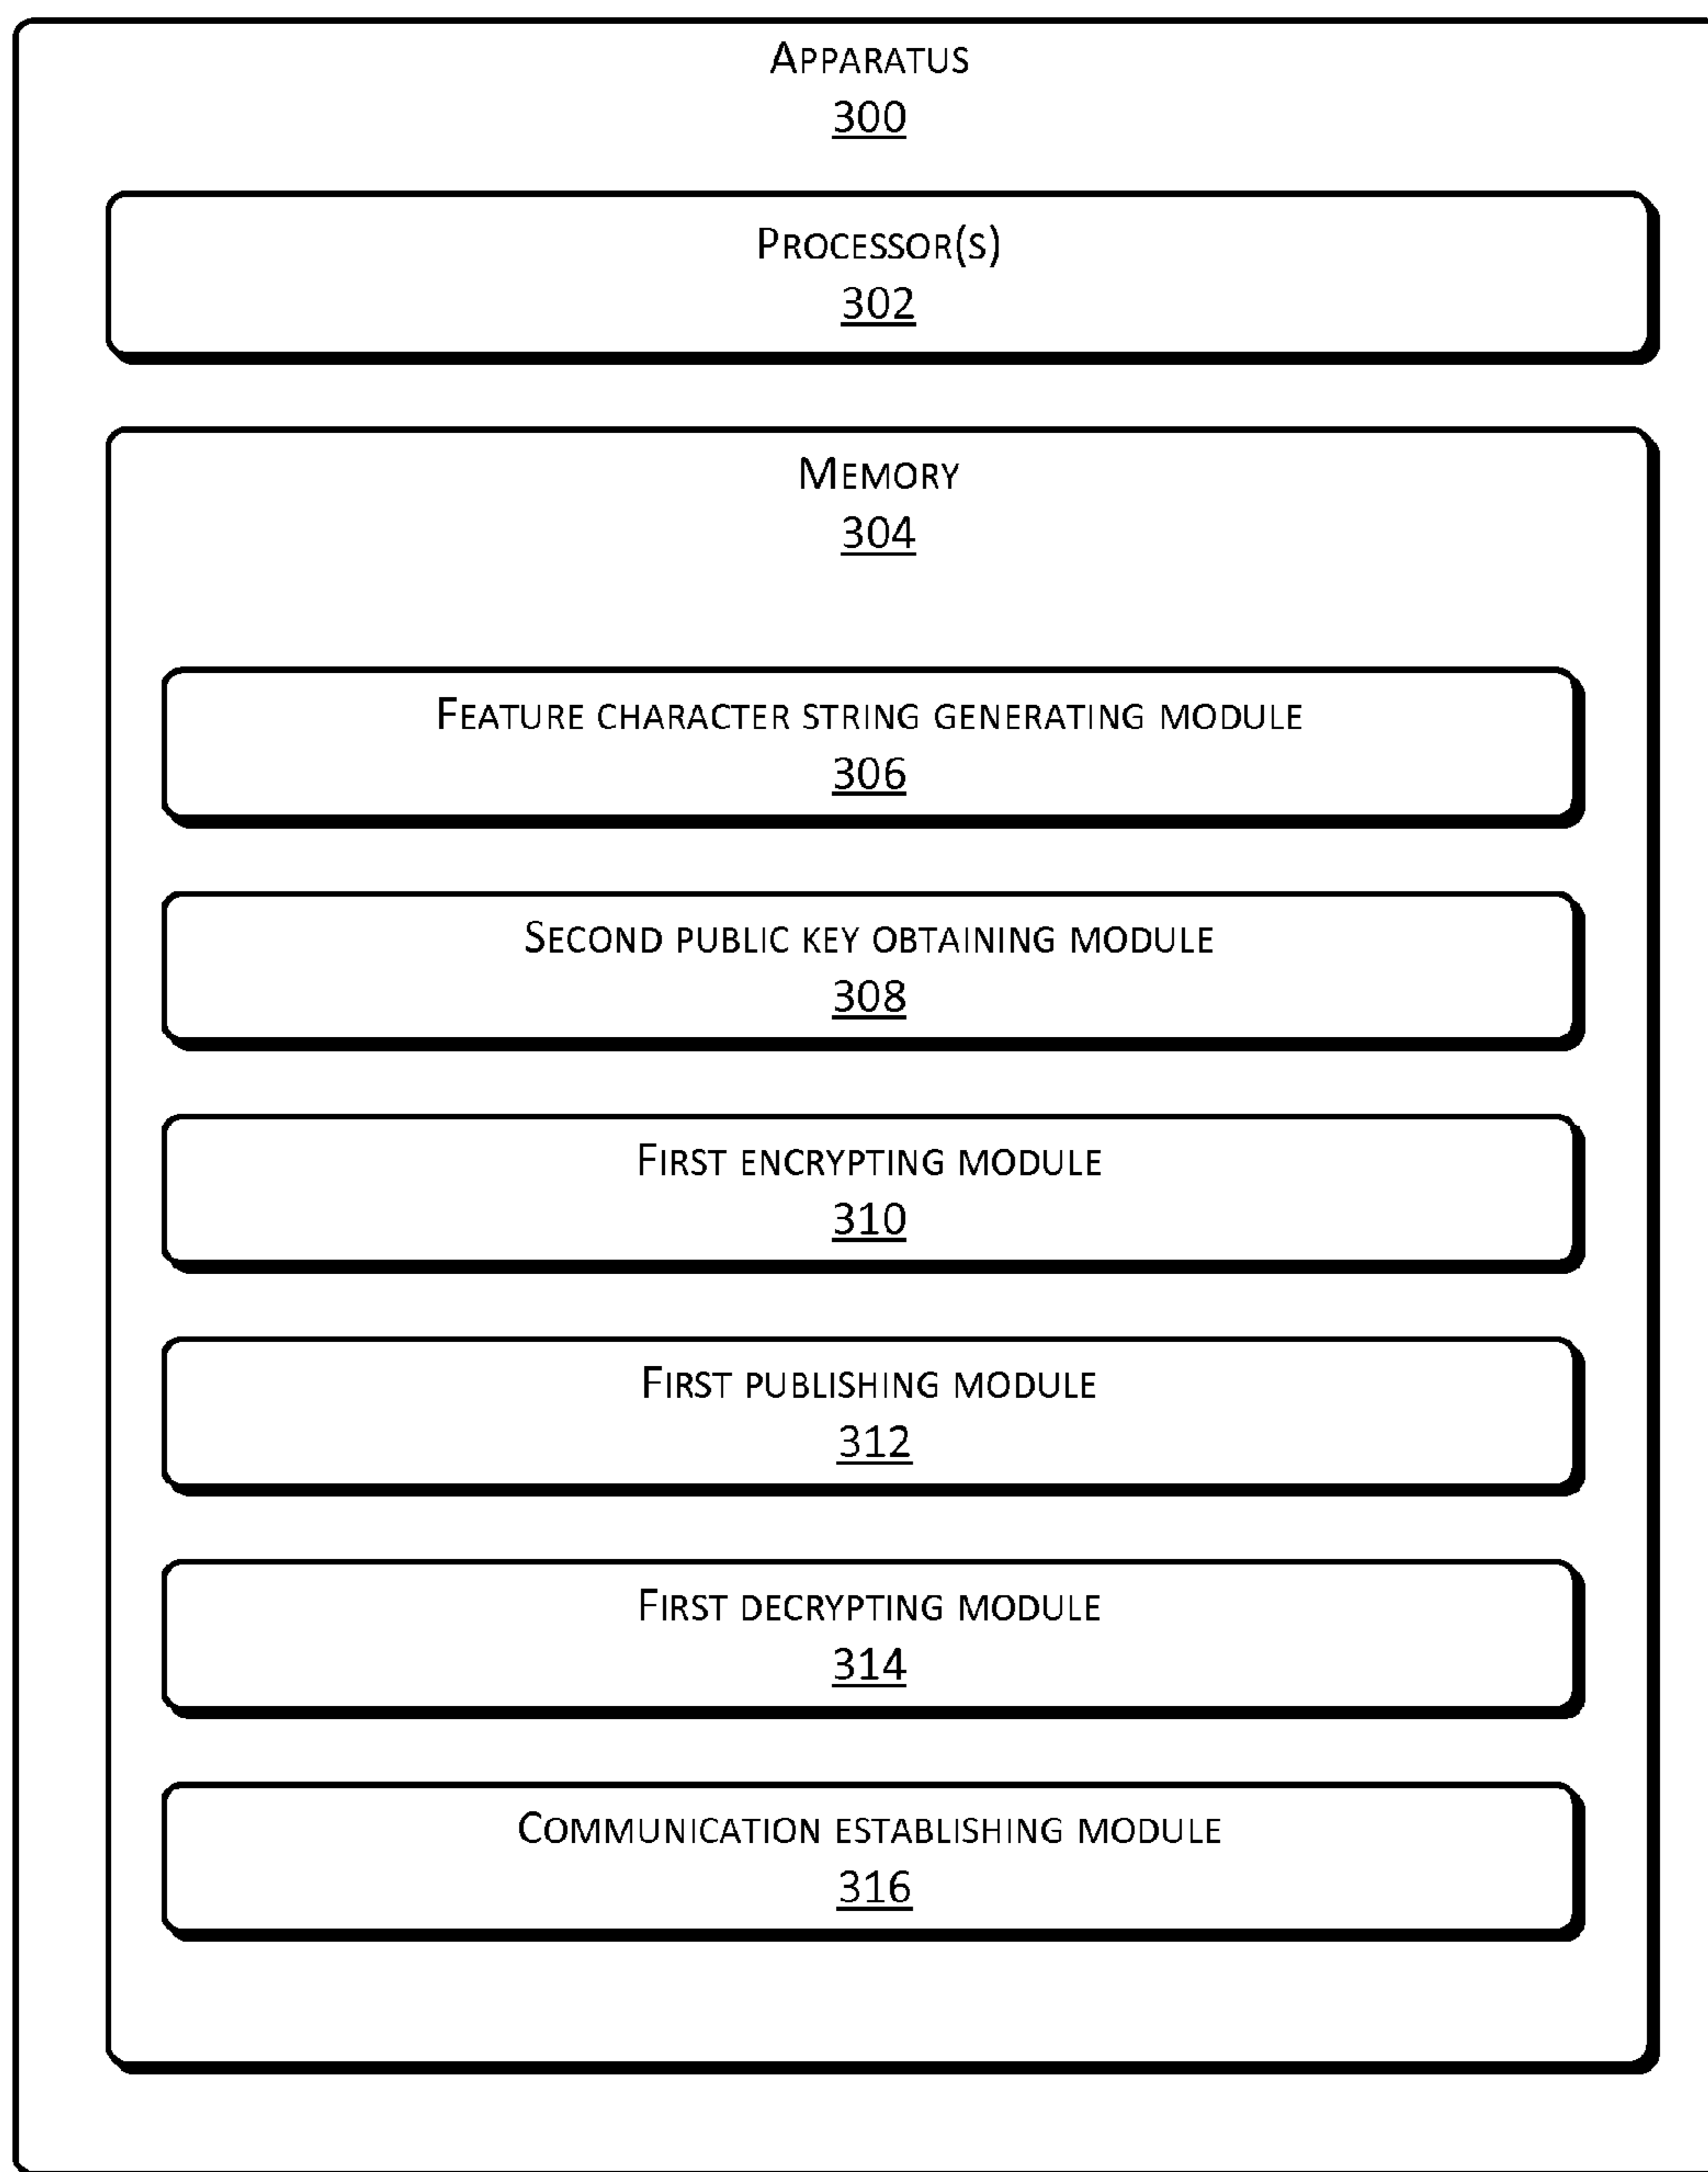 APPARATUS
300
PROCESSOR(S)
302
MEMORY
304
FEATURE CHARACTER STRING GENERATING MODULE
306
SECOND PUBLIC KEY OBTAINING MODULE
308
FIRST ENCRYPTING MODULE
310
FIRST PUBLISHING MODULE
312
FIRST DECRYPTING MODULE
314
COMMUNICATION ESTABLISHING MODULE
316